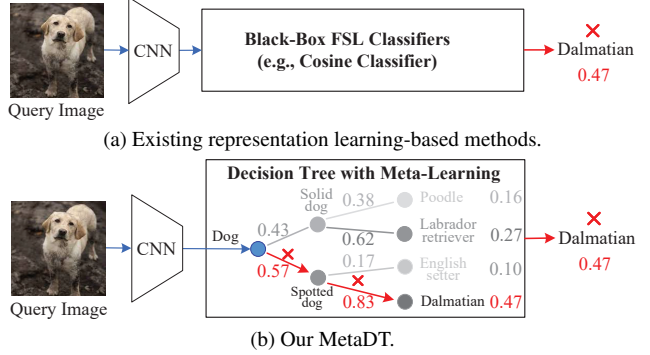 CNN
Black-Box FSL Classifiers
(e.g., Cosine Classifier)
Dalmatian
0.47
Query Image
(a) Existing representation learning-based methods.
Decision Tree with Meta-Learning
CNN
Dog
Solid
dog
0.43
0.57
Spotted
dog
0.38
0.62
0.17
0.83
Poodle
0.16
Labrador
retriever
0.27
English
setter
0.10
Dalmatian
0.47
Dalmatian
0.47
Query Image
(b) Our MetaDT.